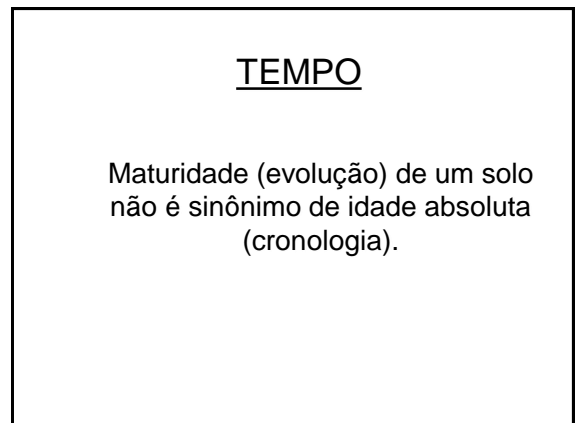 TEMPO
Maturidade (evolução) de um solo
não é sinônimo de idade absoluta
(cronologia).